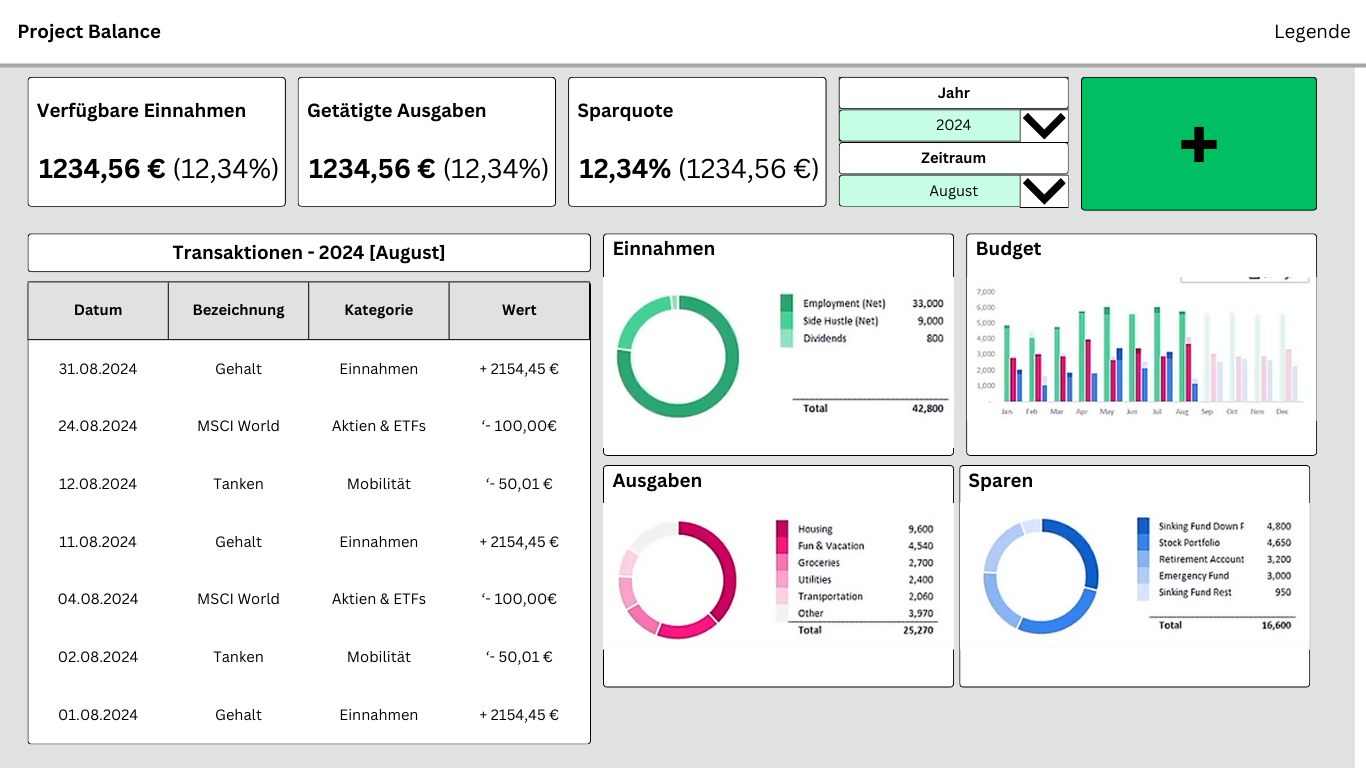 Project Balance
Legende
Verfügbare Einnahmen
1234,56 € (12,34%)
Getätigte Ausgaben
1234,56 € (12,34%)
Sparquote
12,34% (1234,56 €)
Jahr
2024
Zeitraum
August
+
Transaktionen - 2024 [August]
Datum Bezeichnung Kategorie Wert
31.08.2024 Gehalt Einnahmen + 2154,45 €
24.08.2024 MSCI World Aktien & ETFs ‘- 100,00€
12.08.2024 Tanken Mobilität ‘- 50,01 €
11.08.2024 Gehalt Einnahmen + 2154,45 €
04.08.2024 MSCI World Aktien & ETFs ‘- 100,00€
02.08.2024 Tanken Mobilität ‘- 50,01 €
01.08.2024 Gehalt Einnahmen + 2154,45 €
Einnahmen
Employment (Net) 33,000
Side Hustle (Net) 9,000
Dividends 800
Total 42,800
Budget
7,000
6,000
5,000
4,000
3,000
2,000
1,000
-
Jan Feb Mar Apr May Jun Jul Aug Sep Oct Nov Dec
Ausgaben
Housing 9,600
Fun & Vacation 4,540
Groceries 2,700
Utilities 2,400
Transportation 2,060
Other 3,970
Total 25,270
Sparen
Sinking Fund Down F 4,800
Stock Portfolio 4,650
Retirement Account 3,200
Emergency Fund 3,000
Sinking Fund Rest 950
Total 16,600